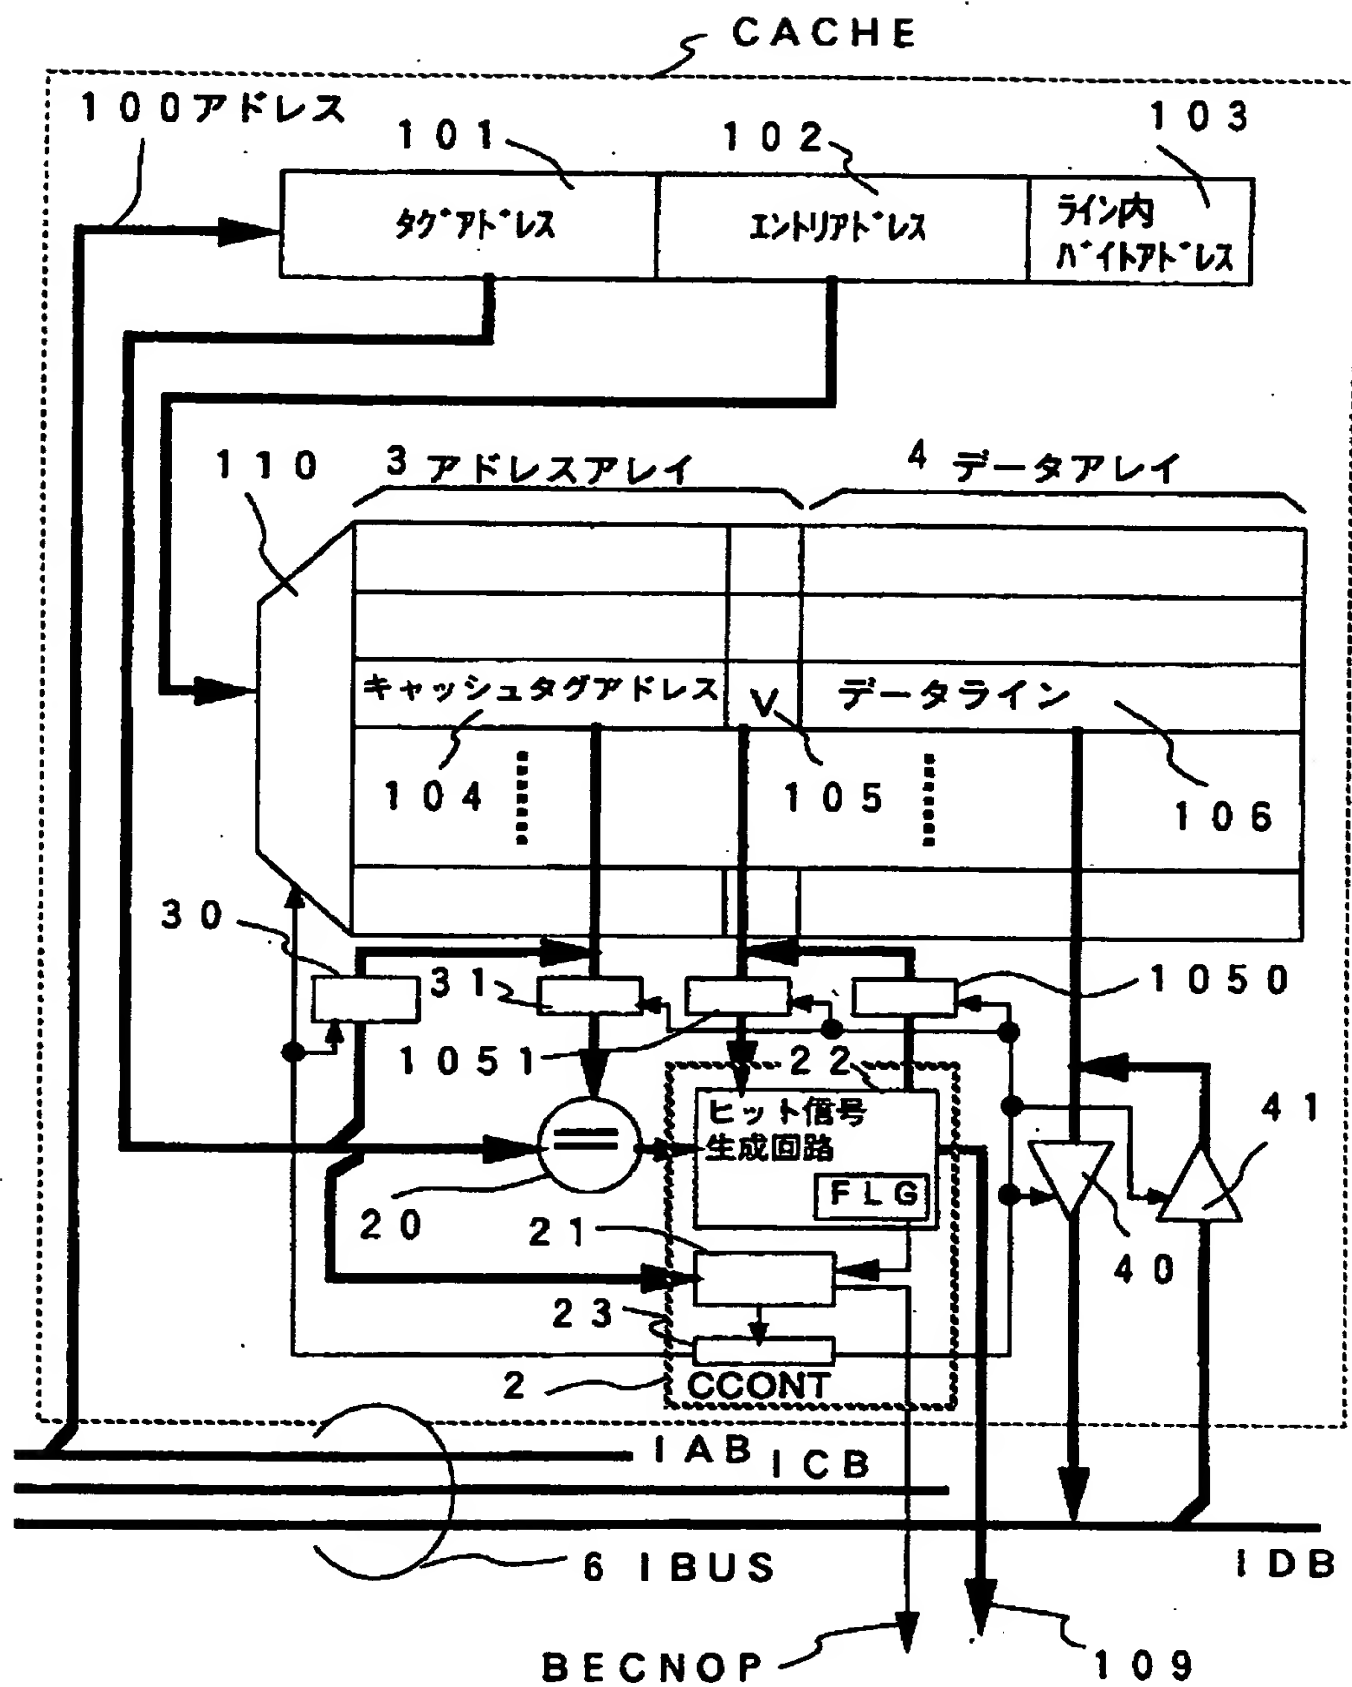 CACHE
100アドレス
101
102
103
タグアドレス
エントリアドレス
ライン内
バイトアドレス
110
3 アドレスアレイ
4 データアレイ
キャッシュタグアドレス
V
データライン
104
105
106
30
31
1050
1051
22
ヒット信号
生成回路
FLG
41
20
21
40
23
2
CCONT
IAB
ICB
6 IBUS
IDB
BECNOP
109